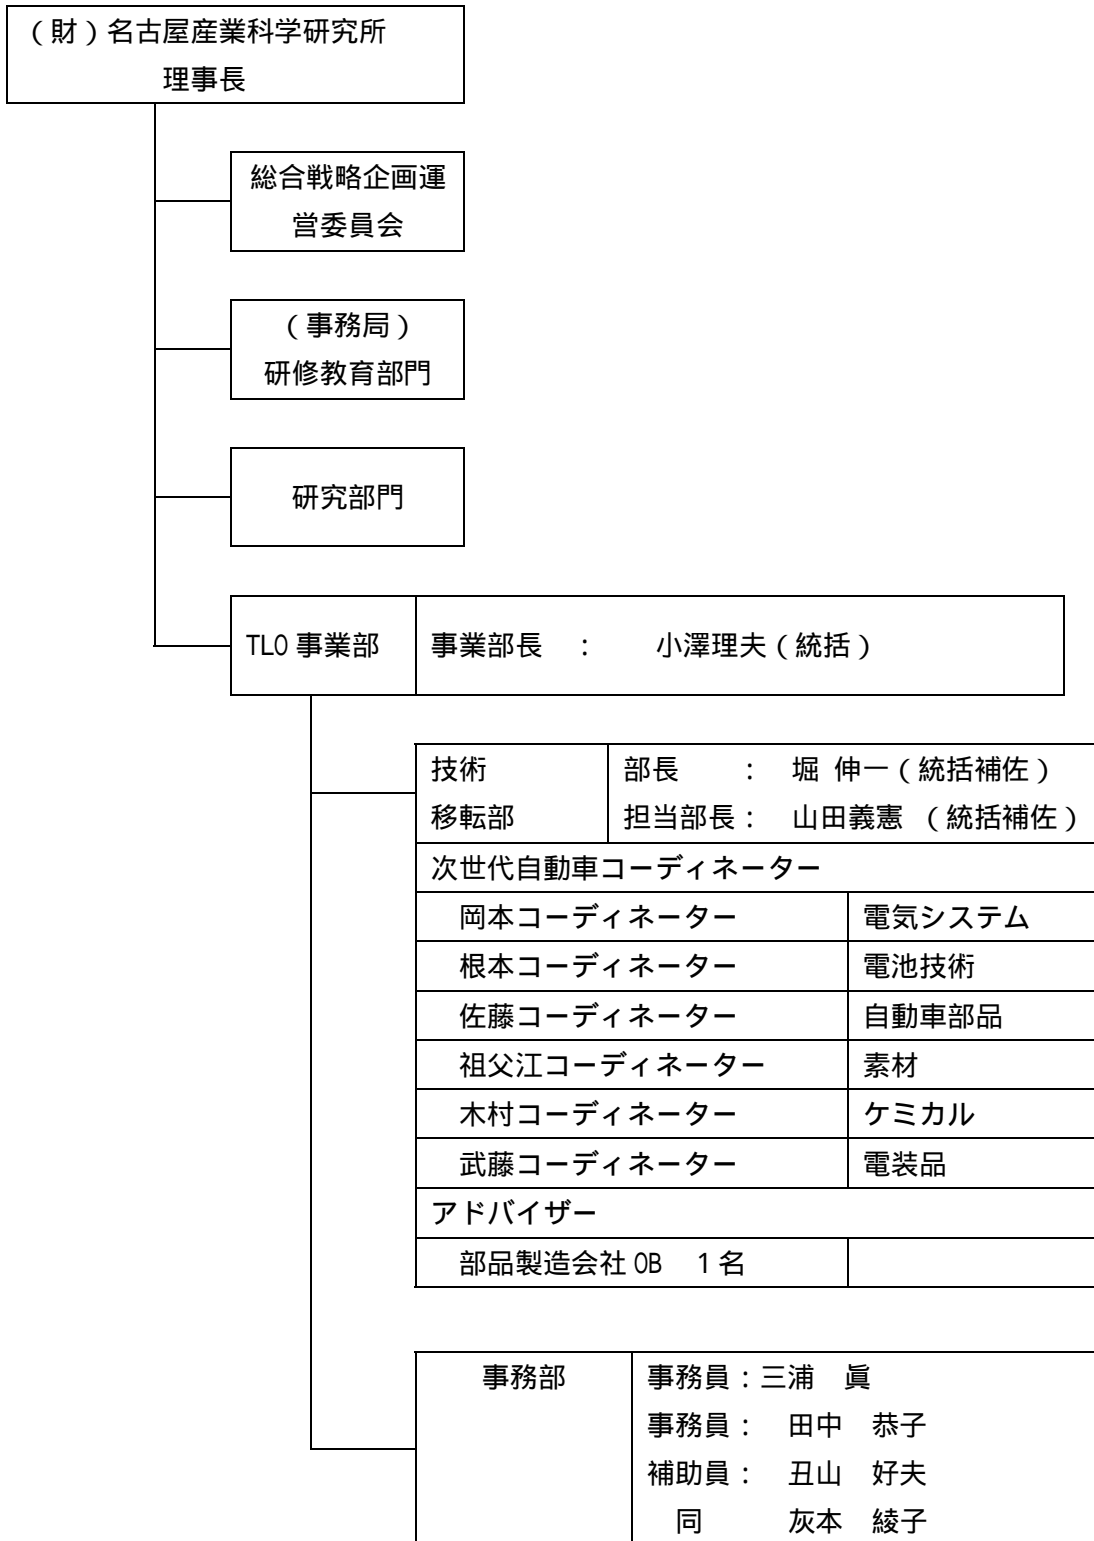 （財）名古屋産業科学研究所
理事長
総合戦略企画運
営委員会
（事務局）
研修教育部門
研究部門
TLO 事業部 事業部長 ： 小澤理夫（統括）
技術 部長 ： 堀 伸一（統括補佐）
移転部 担当部長： 山田義憲 （統括補佐）
次世代自動車コーディネーター
岡本コーディネーター 電気システム
根本コーディネーター 電池技術
佐藤コーディネーター 自動車部品
祖父江コーディネーター 素材
木村コーディネーター ケミカル
武藤コーディネーター 電装品
アドバイザー
部品製造会社 OB 1名
事務部 事務員：三浦 眞
事務員： 田中 恭子
補助員： 丑山 好夫
同 灰本 綾子